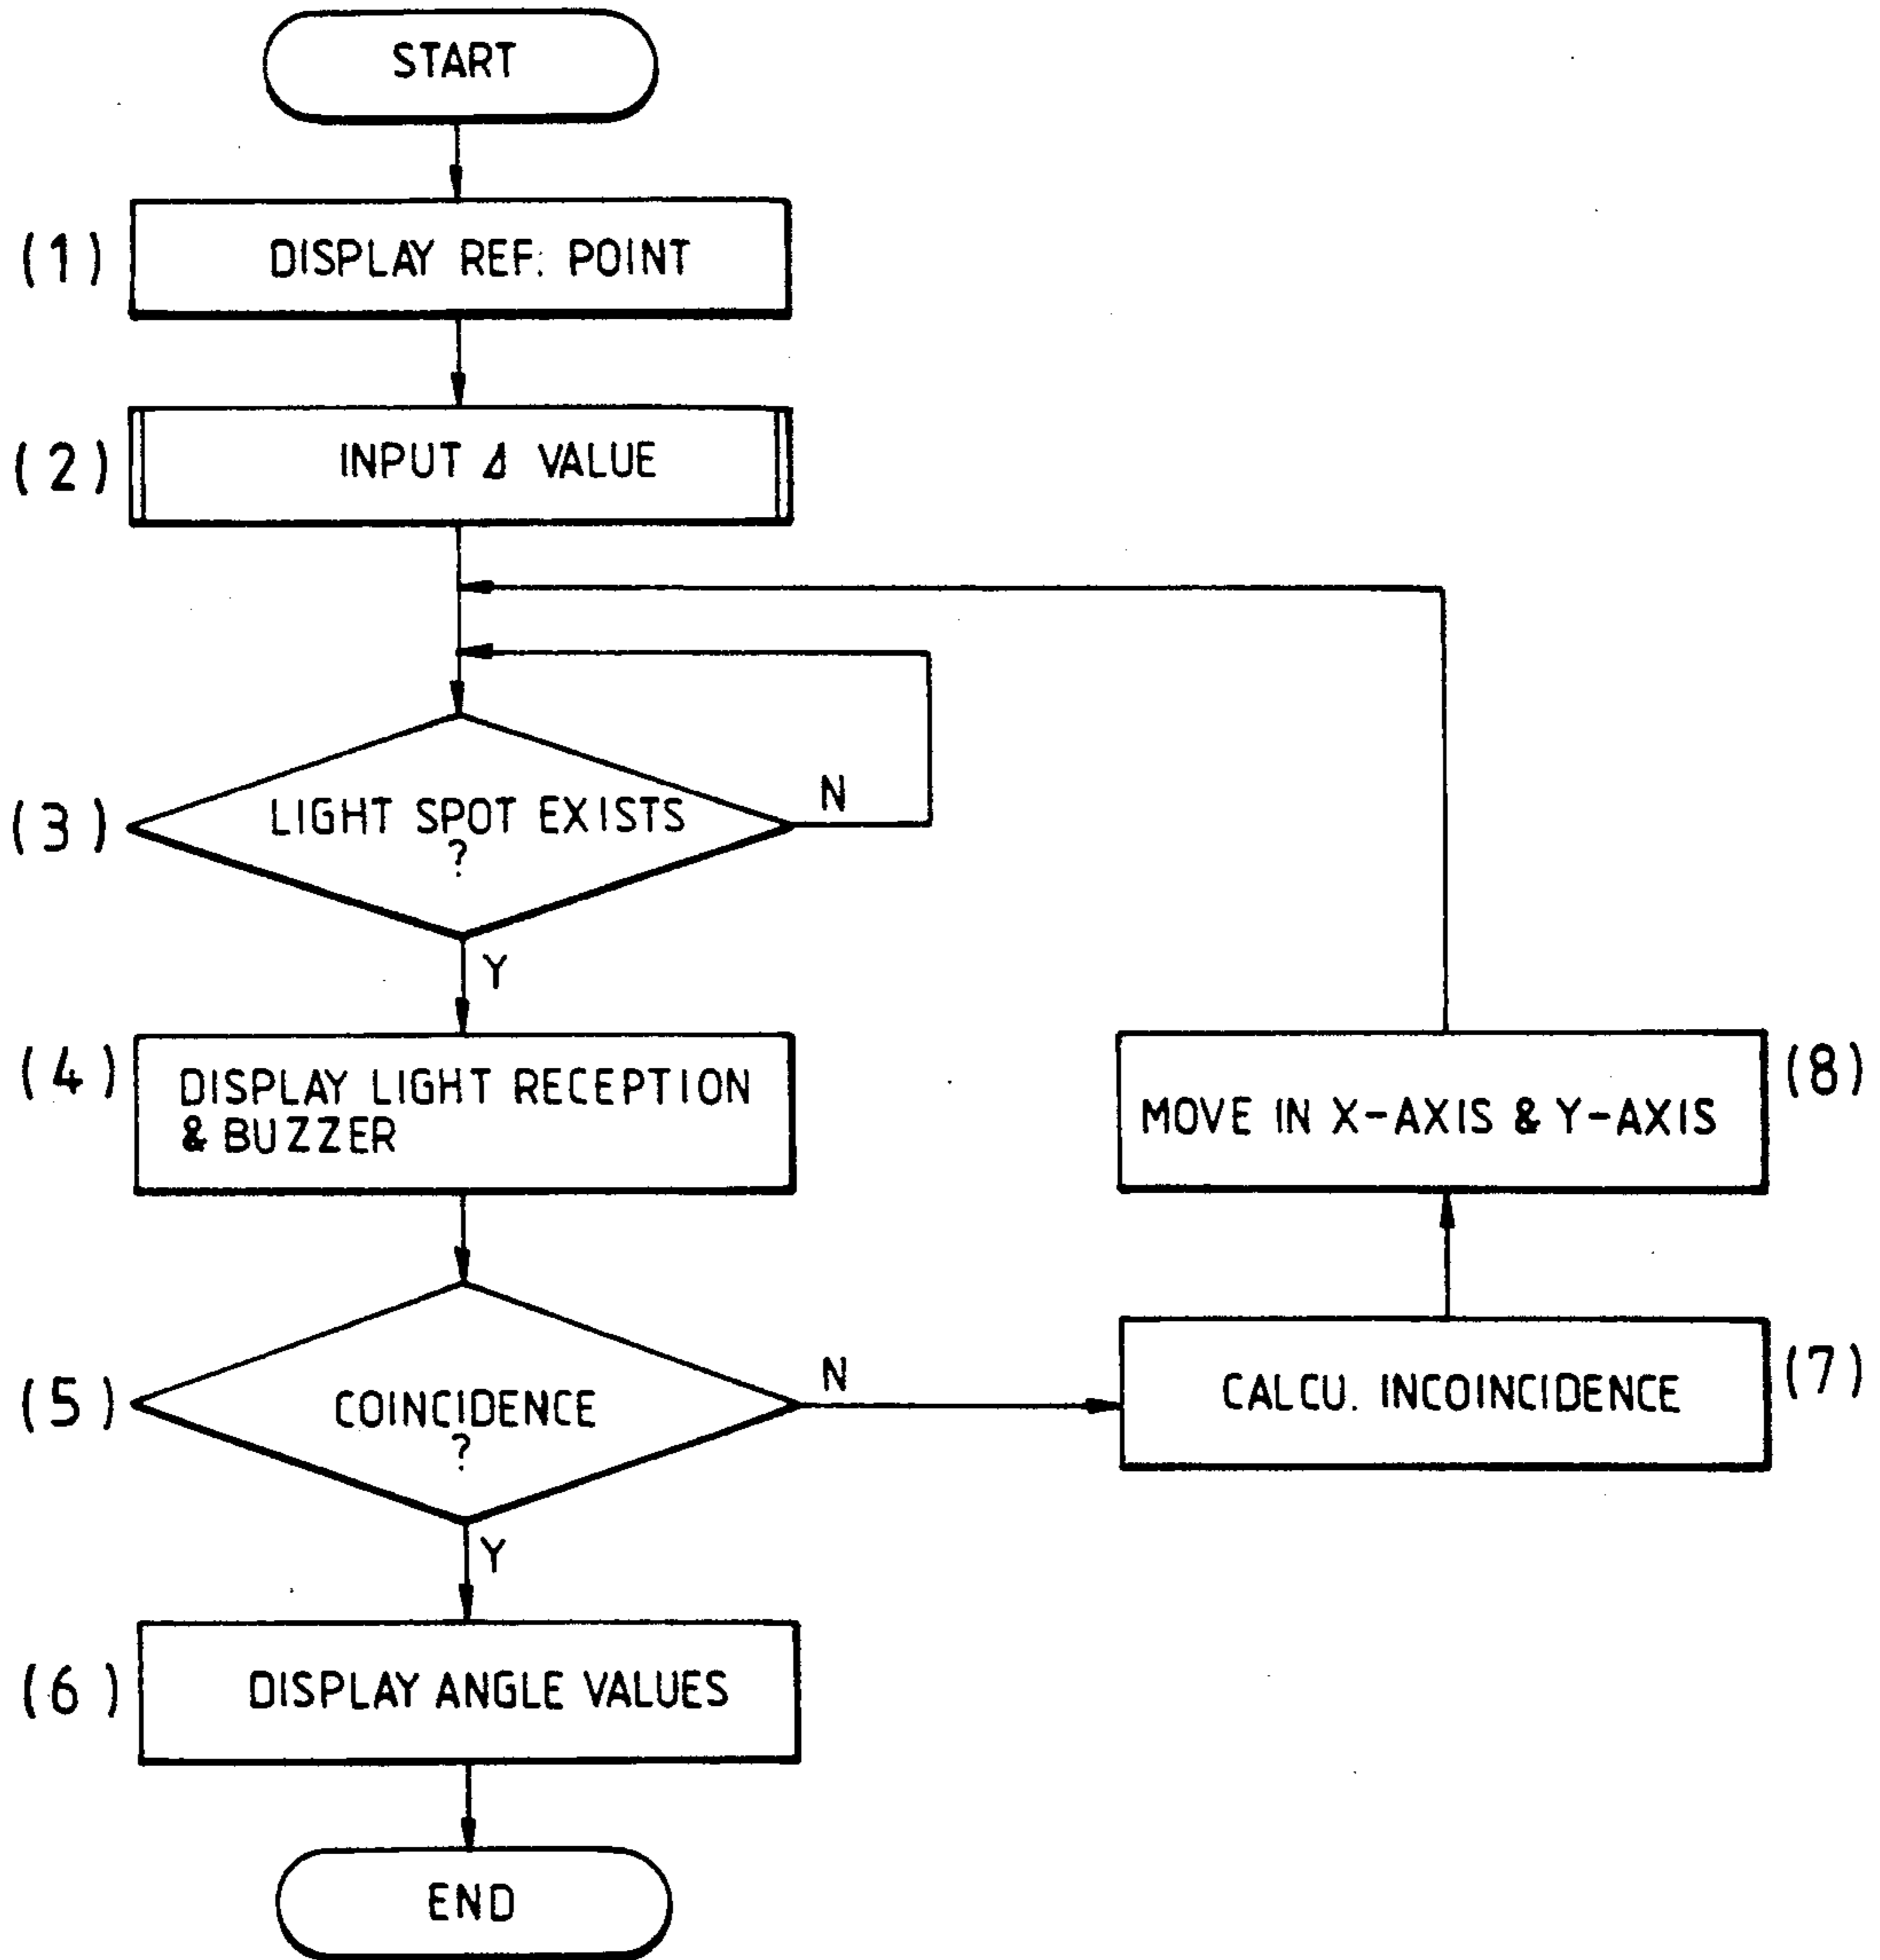 START
(1)
DISPLAY REF. POINT
(2)
INPUT Δ VALUE
(3)
LIGHT SPOT EXISTS
?
N
Y
(4)
DISPLAY LIGHT RECEPTION
& BUZZER
(8)
MOVE IN X-AXIS & Y-AXIS
(5)
COINCIDENCE
?
N
Y
(7)
CALCU. INCOINCIDENCE
(6)
DISPLAY ANGLE VALUES
END